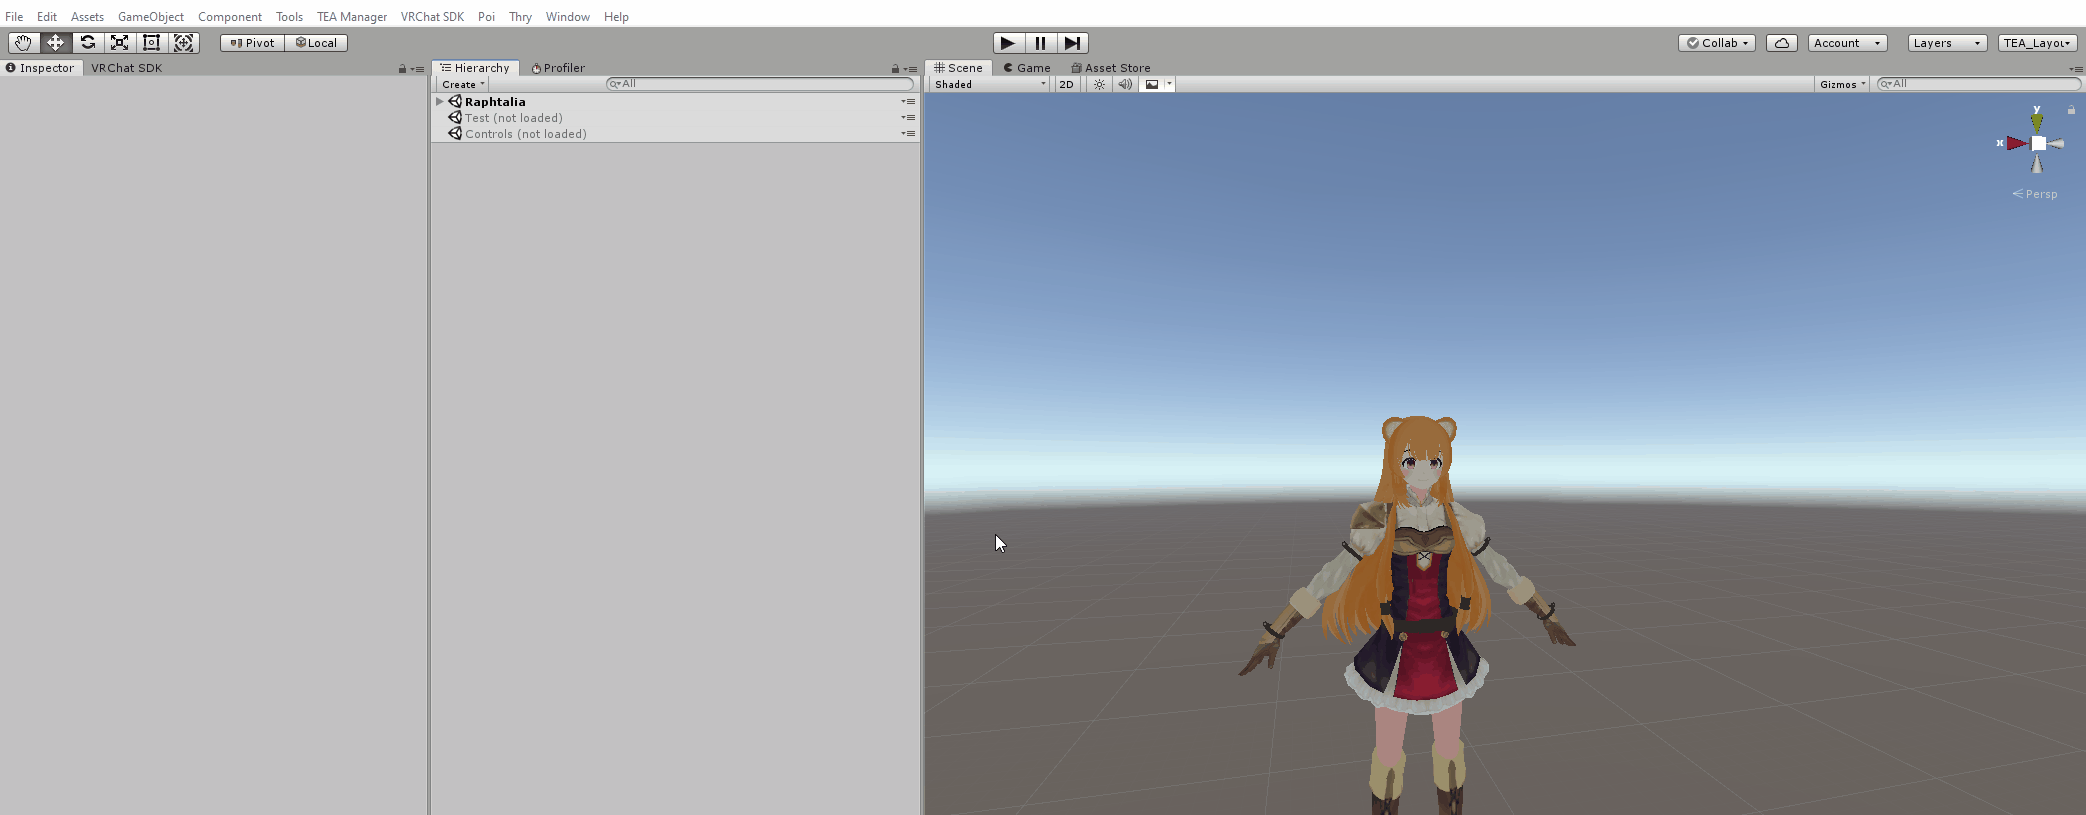 File Edit Assets GameObject Component Tools TEA Manager VRChat SDK Poi Thry Window Help
Pivot Local Collab Account Layers TEA_Layou
Inspector VRChat SDK Hierarchy Profiler Scene Game Asset Store
Create All Shaded 2D Gizmos All
Raphtalia
Test (not loaded)
Controls (not loaded)
y
x
Persp